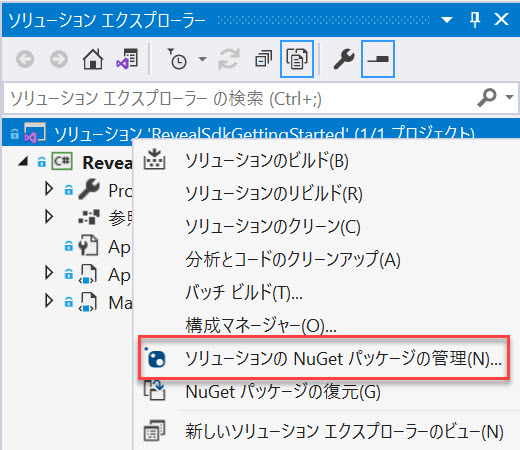 ソリューション エクスプローラー
ソリューション エクスプローラー の検索 (Ctrl+;)
ソリューション 'RevealSdkGettingStarted' (1/1 プロジェクト)
C#
ソリューションのビルド(B)
ソリューションのリビルド(R)
ソリューションのクリーン(C)
分析とコードのクリーンアップ(A)
バッチ ビルド(T)...
構成マネージャー(O)...
ソリューションの NuGet パッケージの管理(N)...
NuGet パッケージの復元(G)
新しいソリューション エクスプローラーのビュー(N)